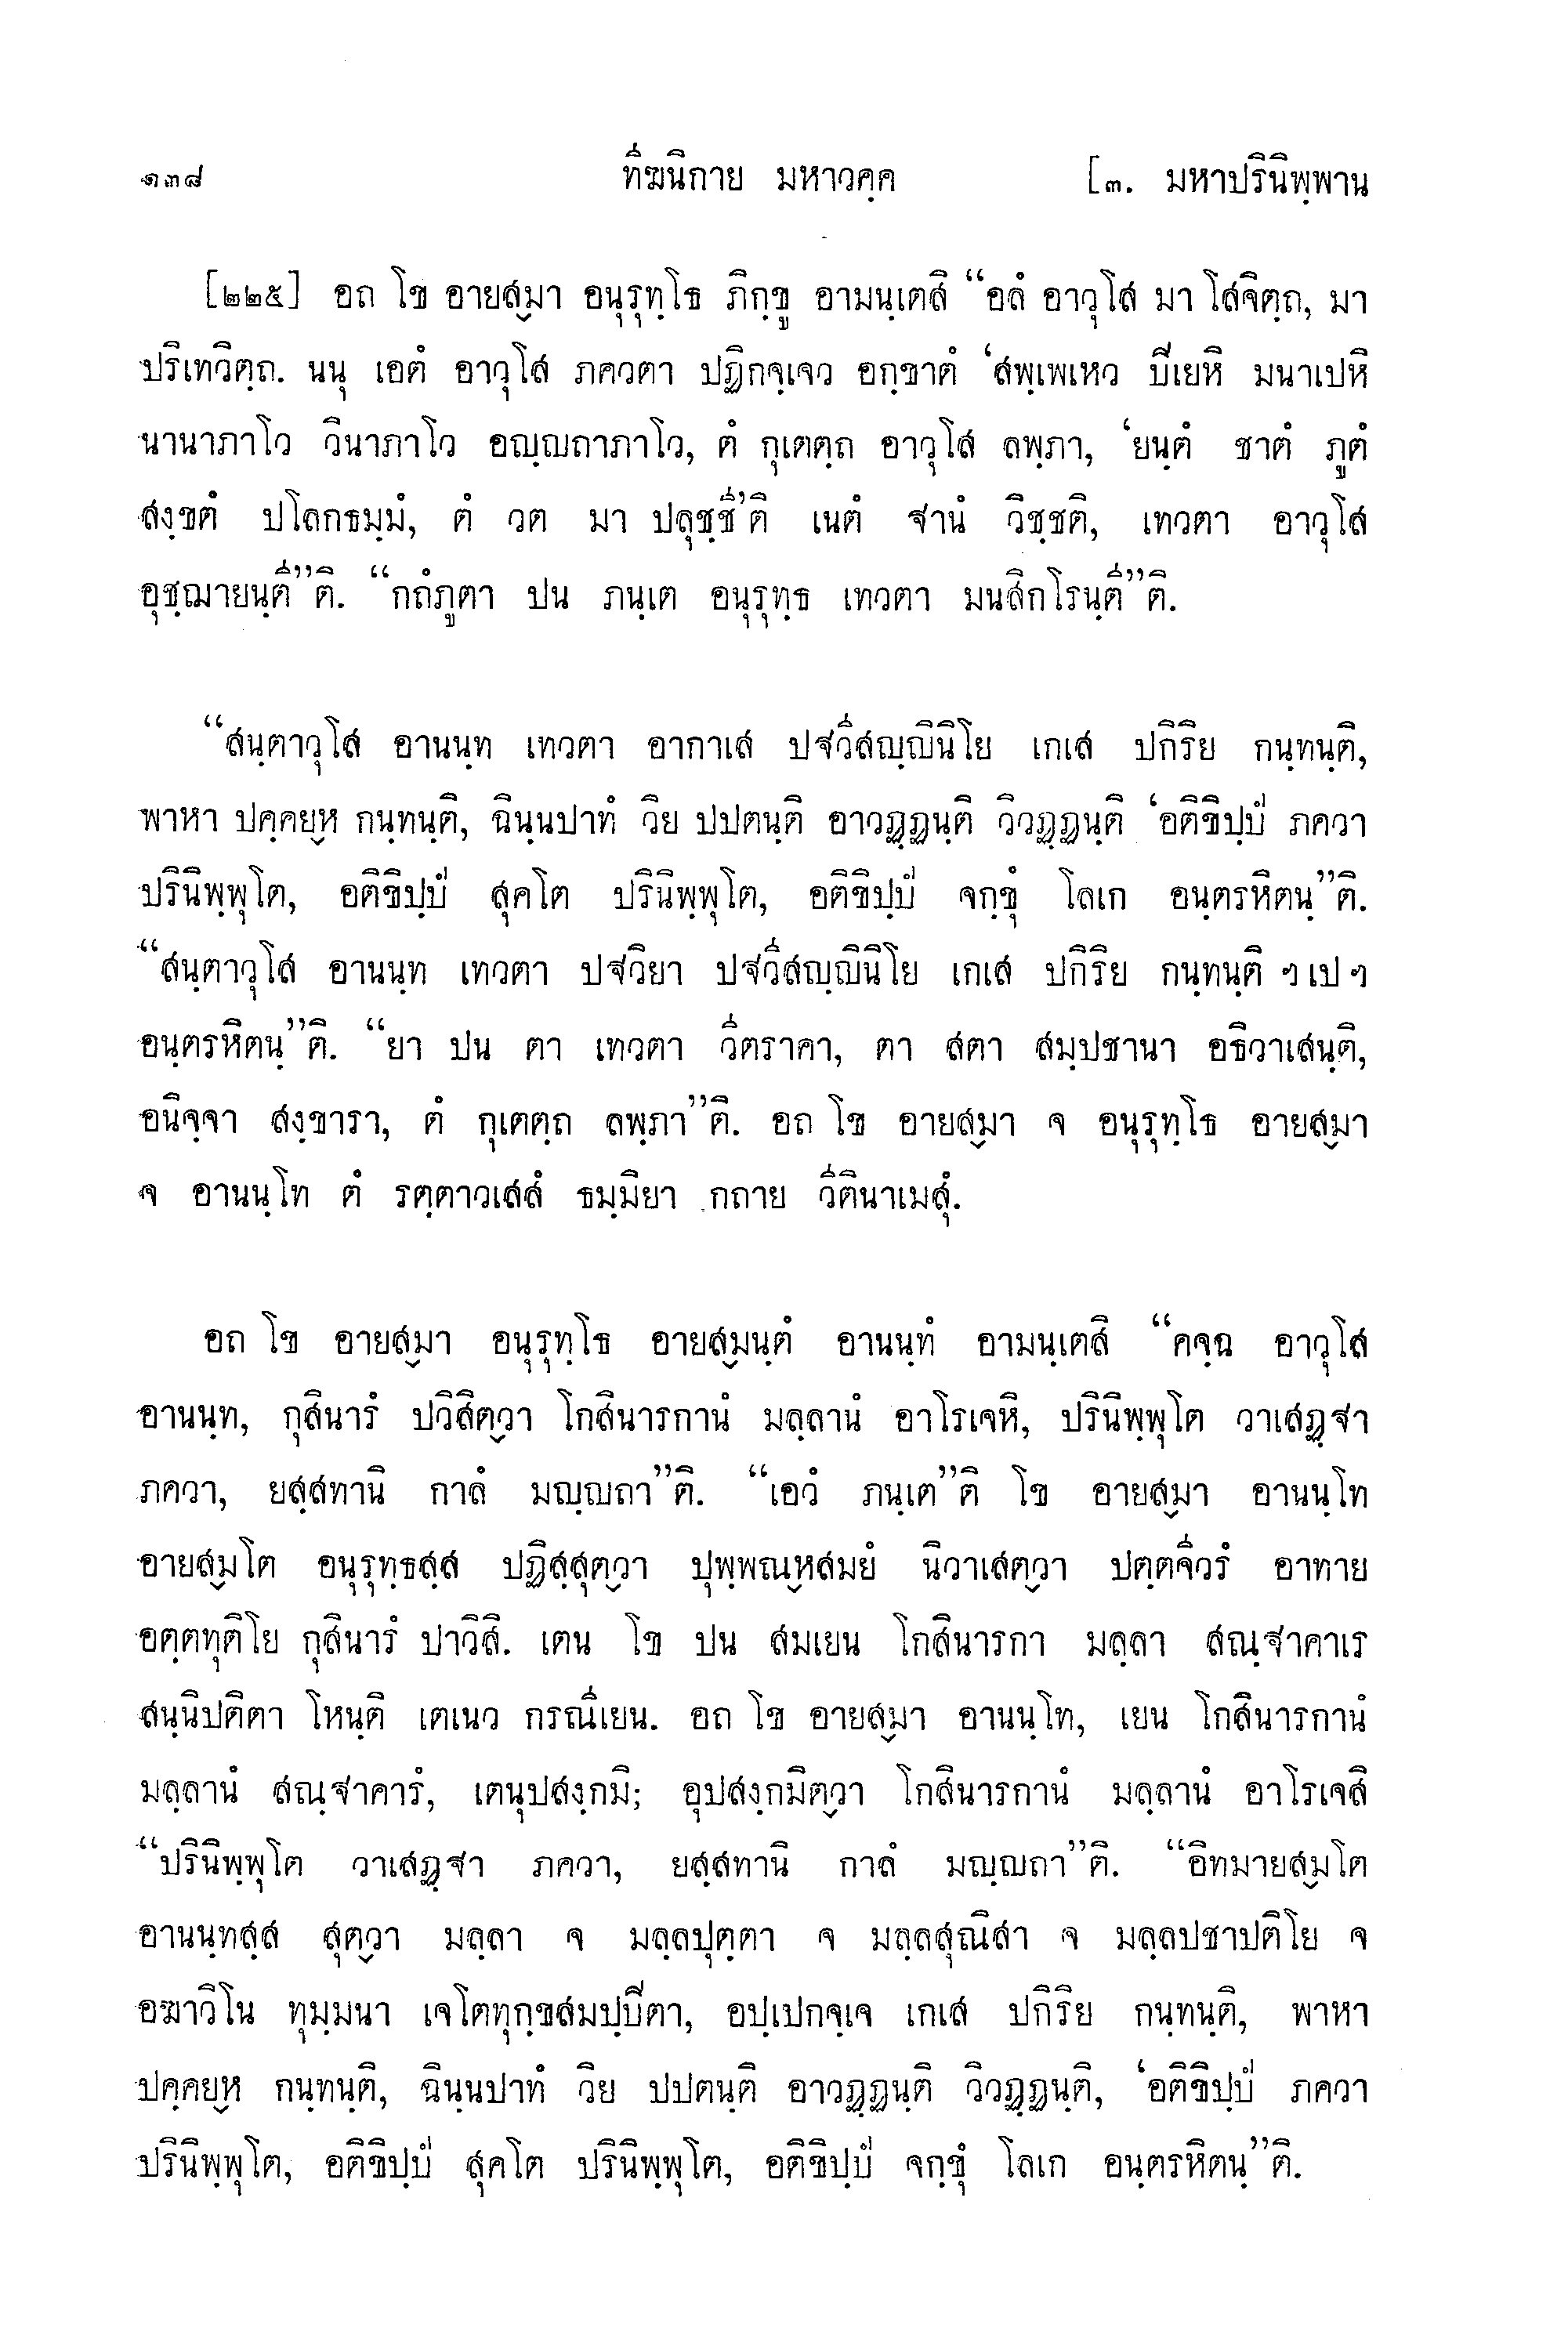 ๑๓๘ ทีฆนิกาย มหาวคฺค [๓. มหาปรินิพฺพาน
[๒๒๕] อถ โข อายสฺมา อนุรุทฺโธ ภิกฺขู อามนฺเตสิ “อลํ อาวุโส มา โสจิตฺถ, มา
ปริเทวิตฺถ. นนุ เอตํ อาวุโส ภควตา ปฏิกจฺเจว อกฺขาตํ ‘สพฺเพเหว ปิเยหิ มนาเปหิ
นานาภาโว วินาภาโว อญฺญถาภาโว, ตํ กุเตตฺถ อาวุโส ลพฺภา, ‘ยนฺตํ ชาตํ ภูตํ
สงฺขตํ ปโลกธมฺมํ, ตํ วต มา ปลุชฺชี’ติ เนตํ ฐานํ วิชฺชติ, เทวตา อาวุโส
อุชฺฌายนฺตี”ติ. “กถํภูตา ปน ภนฺเต อนุรุทฺธ เทวตา มนสิกโรนฺตี”ติ.
“สนฺตาวุโส อานนฺท เทวตา อากาเส ปฐวีสญฺญินิโย เกเส ปกิริย กนฺทนฺติ,
พาหา ปคฺคยฺห กนฺทนฺติ, ฉินฺนปาทํ วิย ปปตนฺติ อาวฏฺฏนฺติ วิวฏฺฏนฺติ ‘อติขิปฺปํ ภควา
ปรินิพฺพุโต, อติขิปฺปํ สุคโต ปรินิพฺพุโต, อติขิปฺปํ จกฺขุํ โลเก อนฺตรหิตนฺ”ติ.
“สนฺตาวุโส อานนฺท เทวตา ปฐวิยา ปฐวีสญฺญินิโย เกเส ปกิริย กนฺทนฺติ ฯ เป ฯ
อนฺตรหิตนฺ”ติ. “ยา ปน ตา เทวตา วีตราคา, ตา สตา สมฺปชานา อธิวาเสนฺติ,
อนิจฺจา สงฺขารา, ตํ กุเตตฺถ ลพฺภา”ติ. อถ โข อายสฺมา จ อนุรุทฺโธ อายสฺมา
จ อานนฺโท ตํ รตฺตาวเสสํ ธมฺมิยา กถาย วีตินาเมสุํ.
อถ โข อายสฺมา อนุรุทฺโธ อายสฺมนฺตํ อานนฺทํ อามนฺเตสิ “คจฺฉ อาวุโส
อานนฺท, กุสินารํ ปวิสิตฺวา โกสินารกานํ มลฺลานํ อาโรเจหิ, ปรินิพฺพุโต วาเสฏฺฐา
ภควา, ยสฺสทานิ กาลํ มญฺญถา”ติ. “เอวํ ภนฺเต”ติ โข อายสฺมา อานนฺโท
อายสฺมโต อนุรุทฺธสฺส ปฏิสฺสุตฺวา ปุพฺพณฺหสมยํ นิวาเสตฺวา ปตฺตจีวรํ อาทาย
อตฺตทุติโย กุสินารํ ปาวิสิ. เตน โข ปน สมเยน โกสินารกา มลฺลา สณฺฐาคาเร
สนฺนิปติตา โหนฺติ เตเนว กรณีเยน. อถ โข อายสฺมา อานนฺโท, เยน โกสินารกานํ
มลฺลานํ สณฺฐาคารํ, เตนุปสงฺกมิ; อุปสงฺกมิตฺวา โกสินารกานํ มลฺลานํ อาโรเจสิ
“ปรินิพฺพุโต วาเสฏฺฐา ภควา, ยสฺสทานิ กาลํ มญฺญถา”ติ. “อิทมายสฺมโต
อานนฺทสฺส สุตฺวา มลฺลา จ มลฺลปุตฺตา จ มลฺลสุณิสา จ มลฺลปชาปติโย จ
อฆาวิโน ทุมฺมนา เจโตทุกฺขสมปฺปิตา, อปฺเปกจฺเจ เกเส ปกิริย กนฺทนฺติ, พาหา
ปคฺคยฺห กนฺทนฺติ, ฉินฺนปาทํ วิย ปปตนฺติ อาวฏฺฏนฺติ วิวฏฺฏนฺติ, ‘อติขิปฺปํ ภควา
ปรินิพฺพุโต, อติขิปฺปํ สุคโต ปรินิพฺพุโต, อติขิปฺปํ จกฺขุํ โลเก อนฺตรหิตนฺ”ติ.